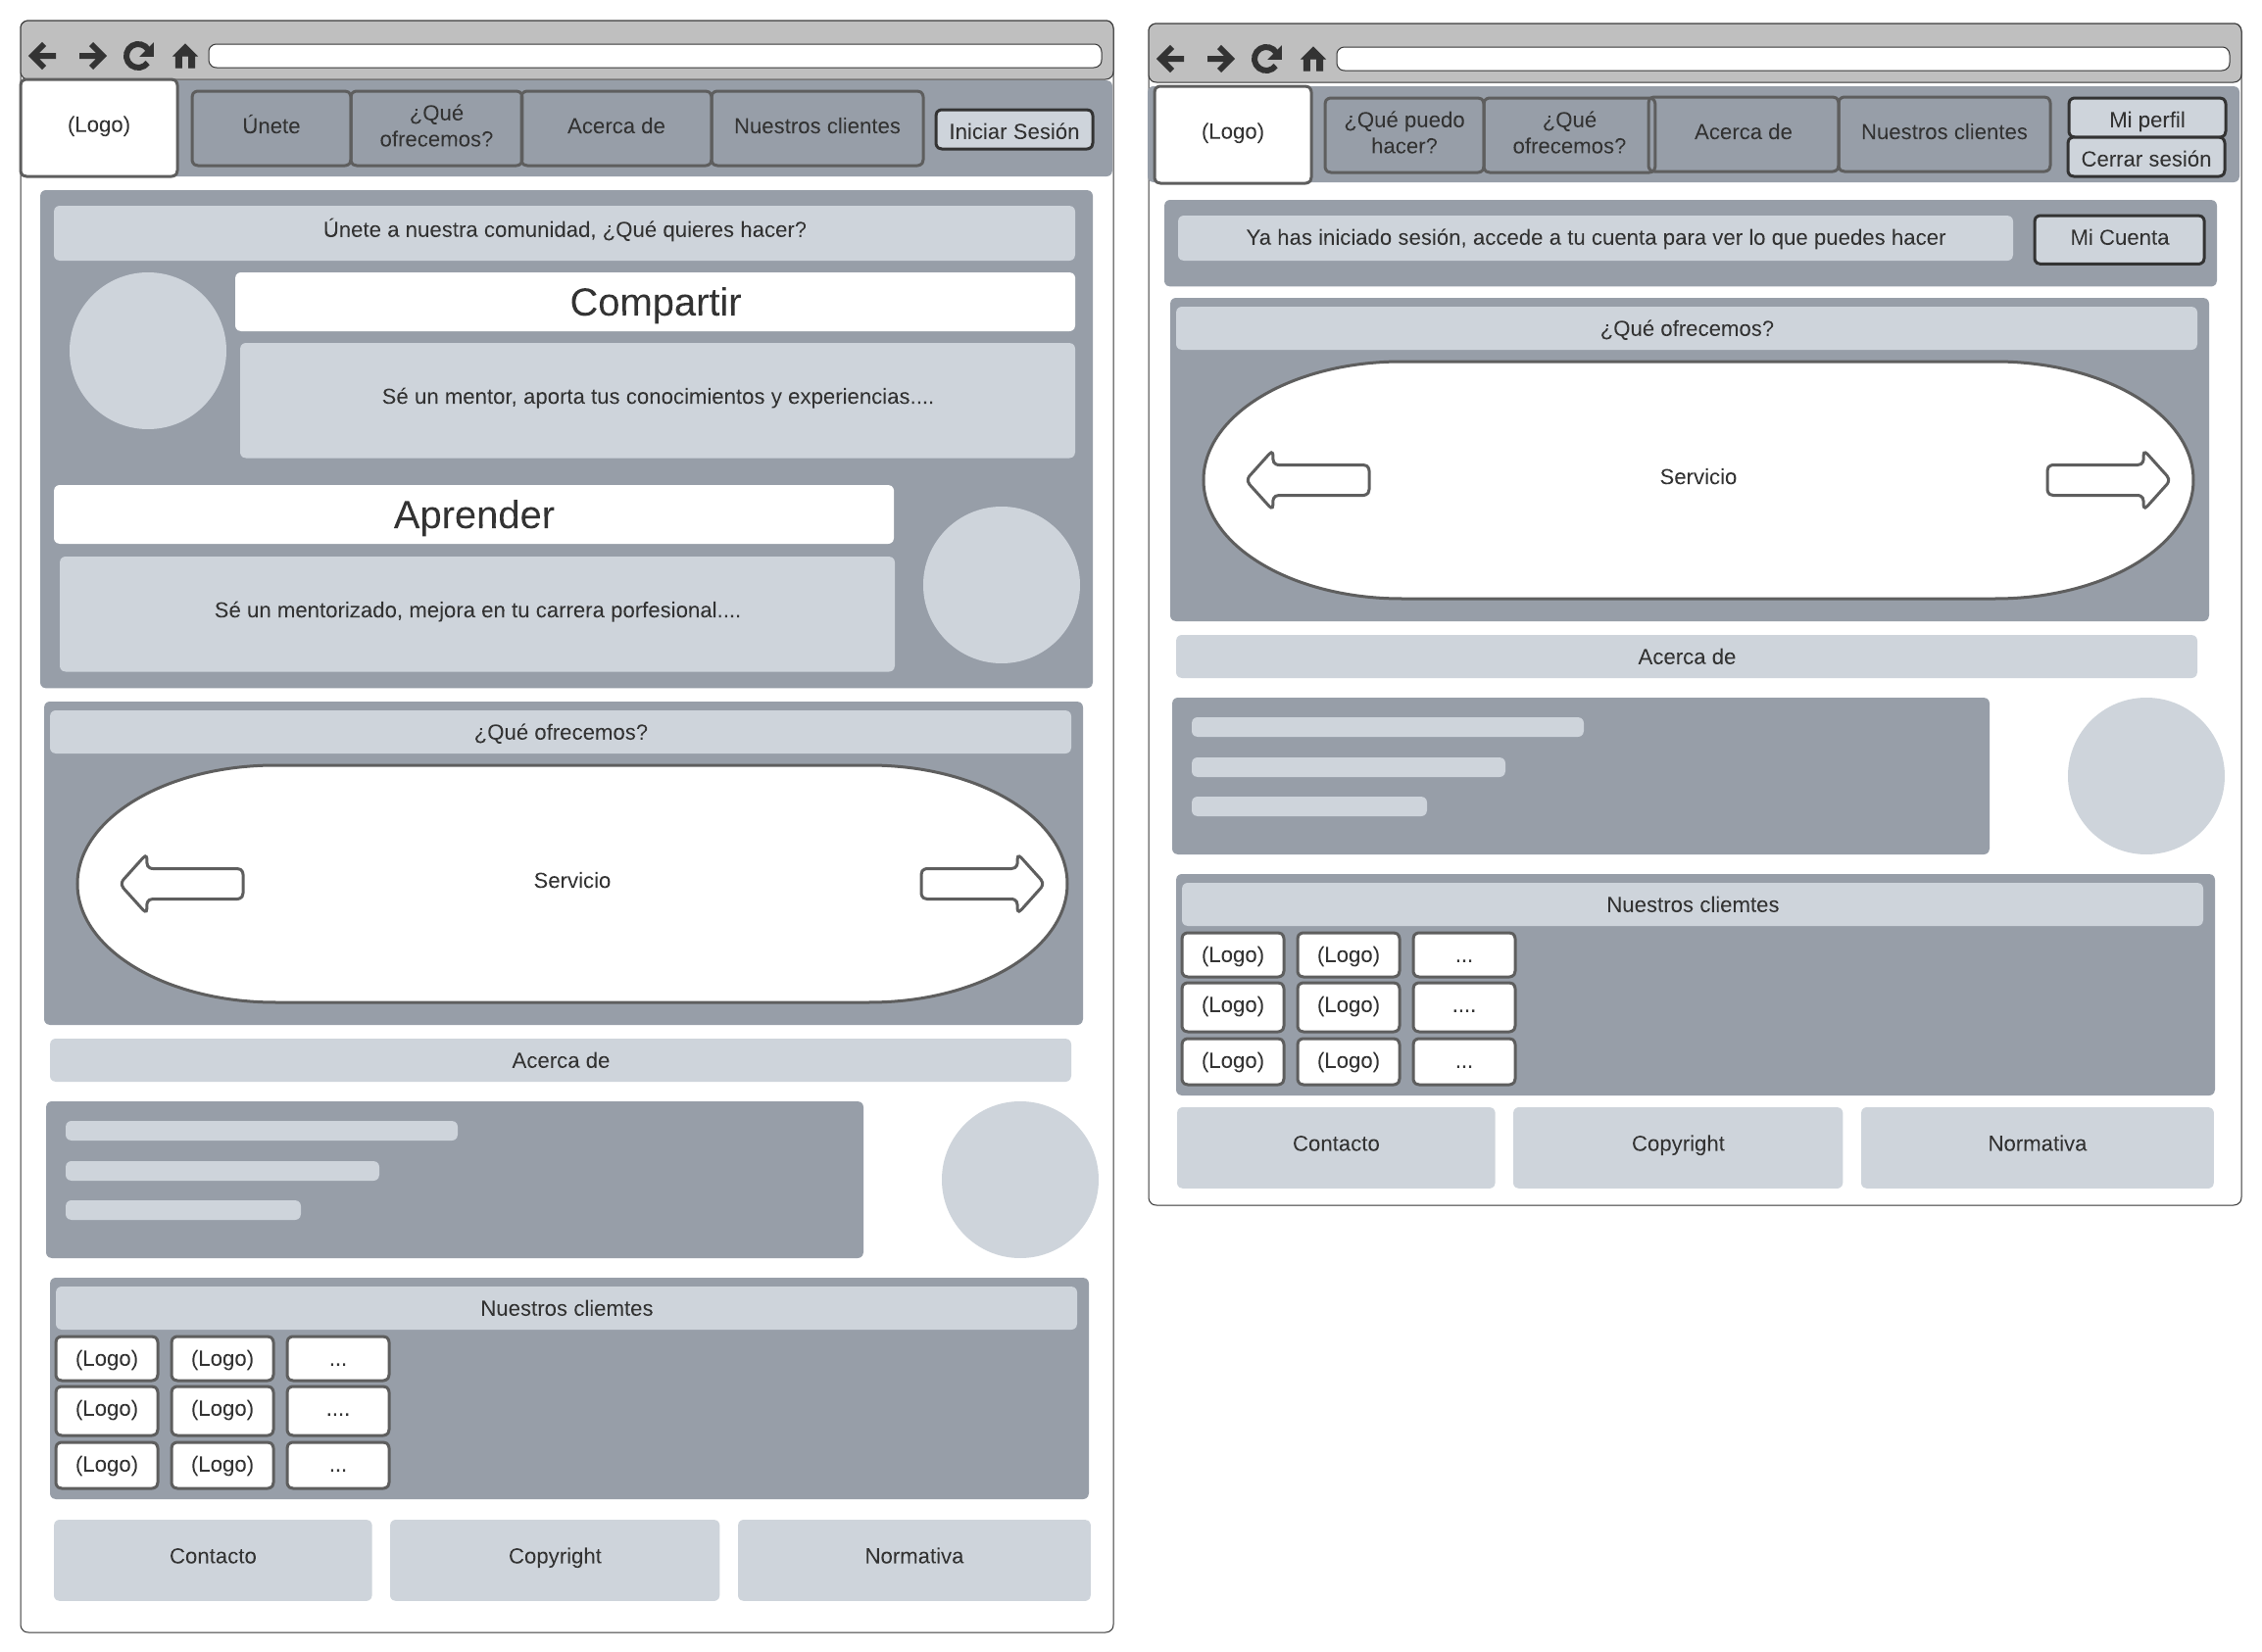 (Logo)
Únete
¿Qué
ofrecemos?
Acerca de
Nuestros clientes
Iniciar Sesión
Únete a nuestra comunidad, ¿Qué quieres hacer?
Compartir
Sé un mentor, aporta tus conocimientos y experiencias....
Aprender
Sé un mentorizado, mejora en tu carrera porfesional....
¿Qué ofrecemos?
Servicio
Acerca de
Nuestros cliemtes
(Logo)
(Logo)
...
(Logo)
(Logo)
....
(Logo)
(Logo)
...
Contacto
Copyright
Normativa
(Logo)
¿Qué puedo
hacer?
¿Qué
ofrecemos?
Acerca de
Nuestros clientes
Mi perfil
Cerrar sesión
Ya has iniciado sesión, accede a tu cuenta para ver lo que puedes hacer
Mi Cuenta
¿Qué ofrecemos?
Servicio
Acerca de
Nuestros cliemtes
(Logo)
(Logo)
...
(Logo)
(Logo)
....
(Logo)
(Logo)
...
Contacto
Copyright
Normativa